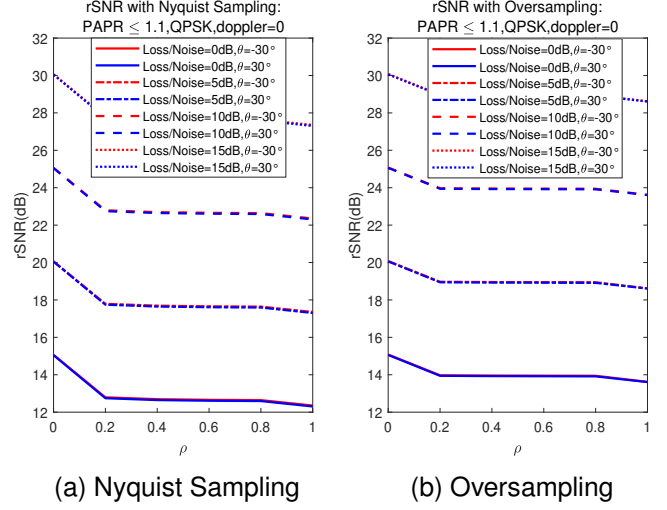 rSNR with Nyquist Sampling:
PAPR ≤ 1.1,QPSK,doppler=0
32
30
28
26
24
22
20
18
16
14
12
rSNR(dB)
Loss/Noise=0dB,θ=-30°
Loss/Noise=0dB,θ=30°
Loss/Noise=5dB,θ=-30°
Loss/Noise=5dB,θ=30°
Loss/Noise=10dB,θ=-30°
Loss/Noise=10dB,θ=30°
Loss/Noise=15dB,θ=-30°
Loss/Noise=15dB,θ=30°
0 0.2 0.4 0.6 0.8 1
ρ
(a) Nyquist Sampling
rSNR with Oversampling:
PAPR ≤ 1.1,QPSK,doppler=0
32
30
28
26
24
22
20
18
16
14
12
rSNR(dB)
Loss/Noise=0dB,θ=-30°
Loss/Noise=0dB,θ=30°
Loss/Noise=5dB,θ=-30°
Loss/Noise=5dB,θ=30°
Loss/Noise=10dB,θ=-30°
Loss/Noise=10dB,θ=30°
Loss/Noise=15dB,θ=-30°
Loss/Noise=15dB,θ=30°
0 0.2 0.4 0.6 0.8 1
ρ
(b) Oversampling